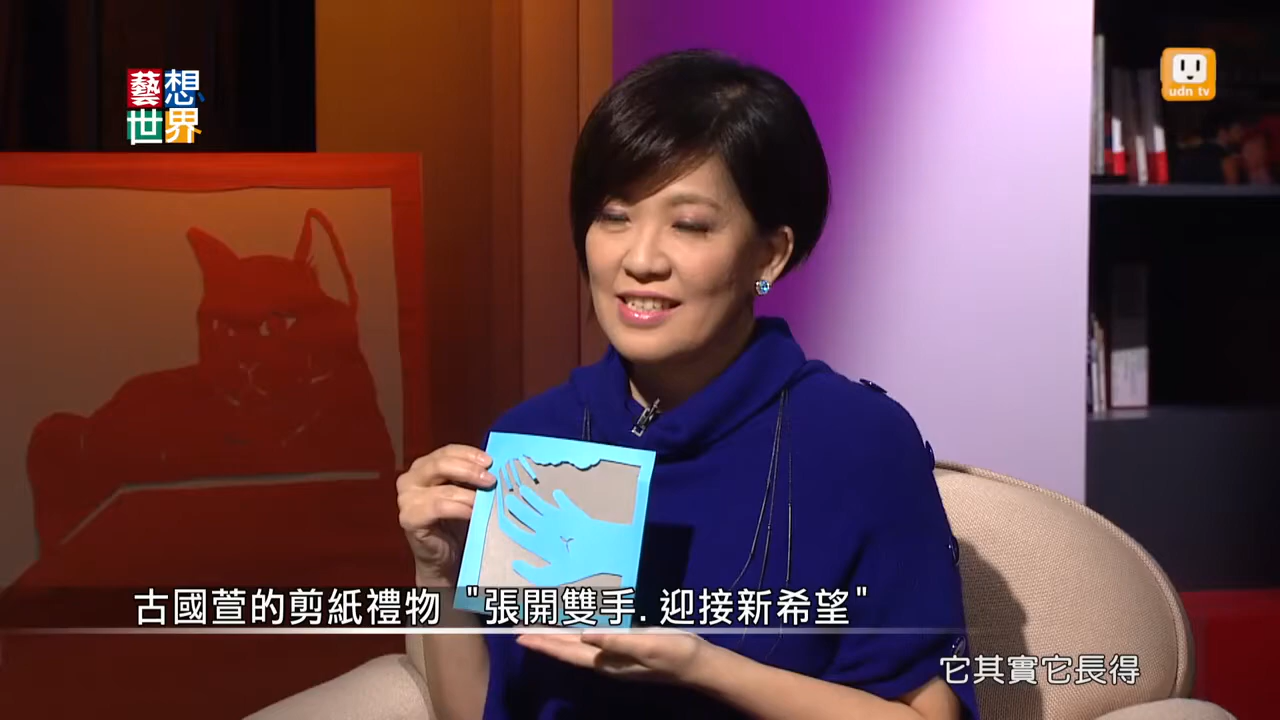 藝想
世界
udn tv
古國萱的剪紙禮物 "張開雙手.迎接新希望"
它其實它長得